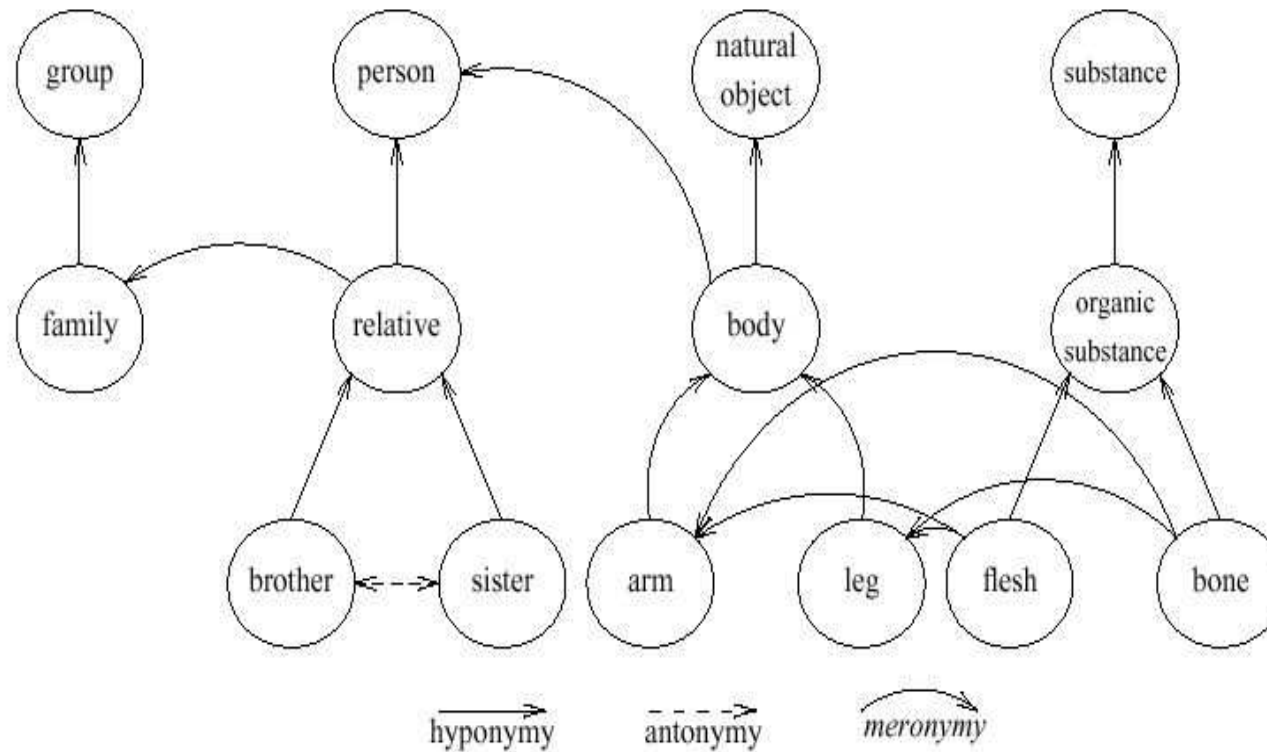 group
person
natural
object
substance
family
relative
body
organic
substance
brother
sister
arm
leg
flesh
bone
hyponymy
antonymy
meronymy